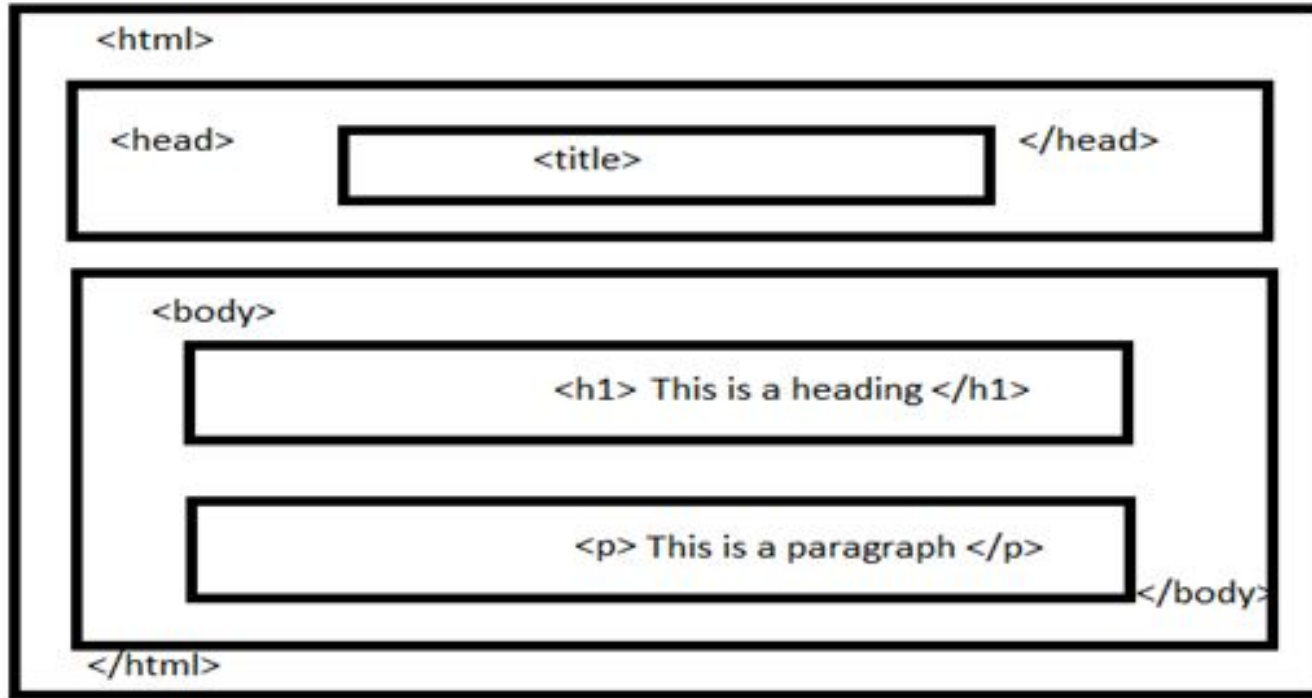 <html>
<head> <title> </head>
<body>
<h1> This is a heading </h1>
<p> This is a paragraph </p>
</body>
</html>